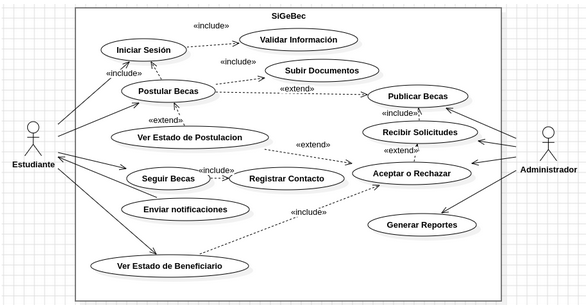 SiGeBec
«include»
Iniciar Sesión
Validar Información
«include»
«include»
Subir Documentos
Postular Becas
«extend»
Publicar Becas
«extend»
«include»
Ver Estado de Postulacion
Recibir Solicitudes
«extend»
«extend»
Estudiante
Administrador
Seguir Becas
«include»
Registrar Contacto
Aceptar o Rechazar
Enviar notificaciones
«include»
Generar Reportes
Ver Estado de Beneficiario